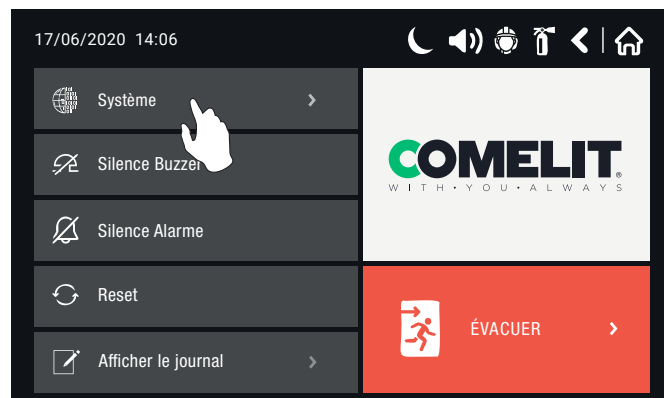 17/06/2020 14:06
Système
Silence Buzzer
Silence Alarme
Reset
Afficher le journal
COMELIT®
WITH·YOU·ALWAYS
ÉVACUER